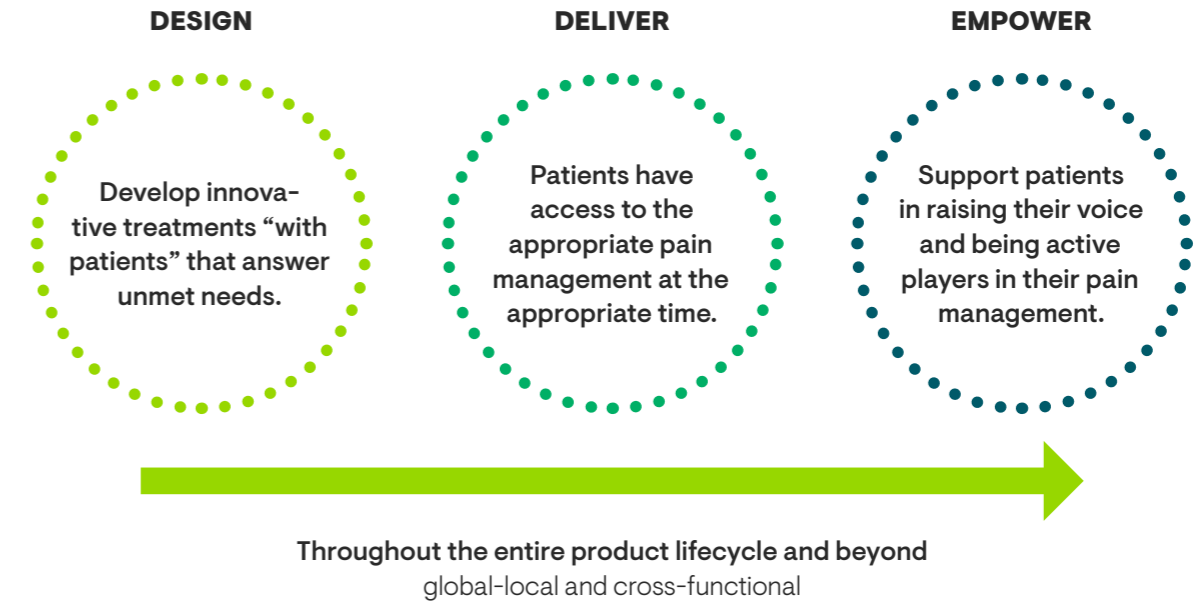 DESIGN
Develop innova-
tive treatments “with
patients” that answer
unmet needs.
DELIVER
Patients have
access to the
appropriate pain
management at the
appropriate time.
EMPOWER
Support patients
in raising their voice
and being active
players in their pain
management.
Throughout the entire product lifecycle and beyond
global-local and cross-functional